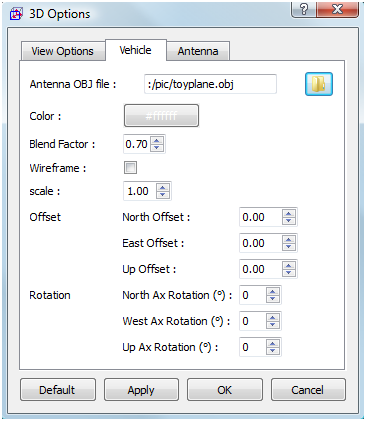 3D Options
View Options Vehicle Antenna
Antenna OBJ file : :/pic/toyplane.obj
Color : #ffffff
Blend Factor : 0.70
Wireframe :
scale : 1.00
Offset North Offset : 0.00
East Offset : 0.00
Up Offset : 0.00
Rotation North Ax Rotation (º) : 0
West Ax Rotation (º) : 0
Up Ax Rotation (º) : 0
Default Apply OK Cancel